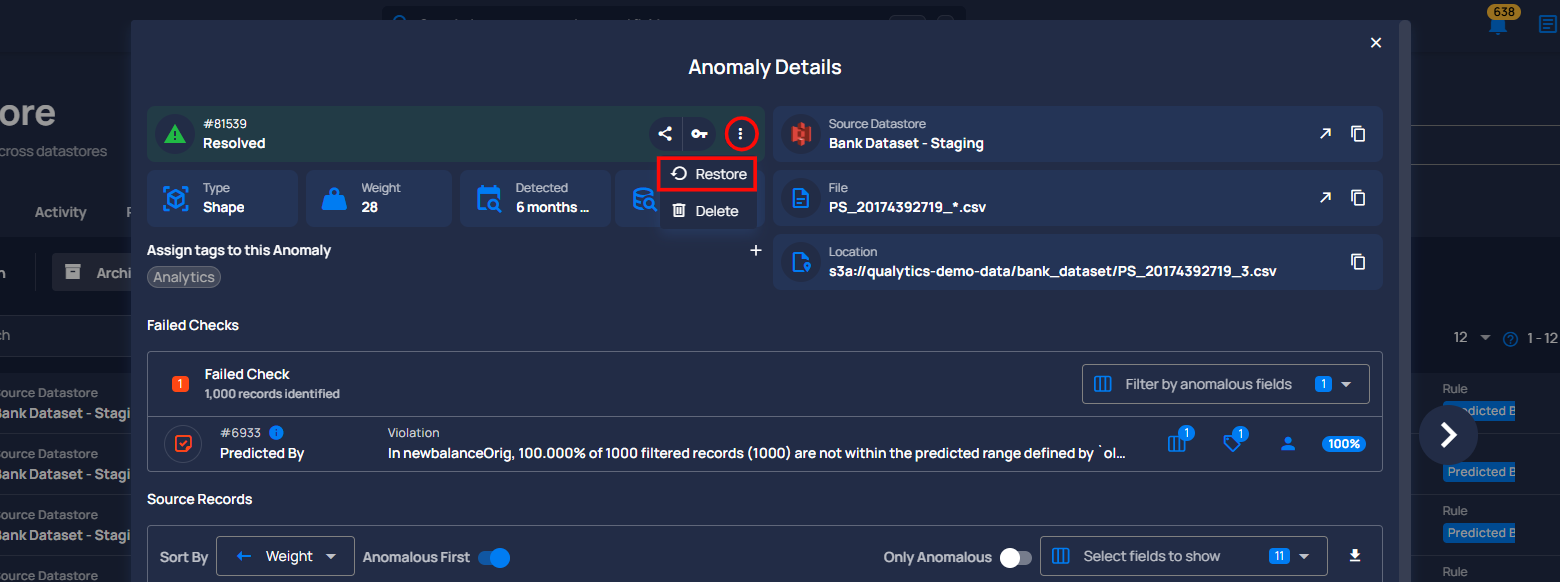 638
Anomaly Details
ore
cross datastores
Activity
#81539
Resolved
Restore
Delete
Type
Shape
Weight
28
Detected
6 months ...
Source Datastore
Bank Dataset - Staging
File
PS_20174392719_*.csv
Location
s3a://qualytics-demo-data/bank_dataset/PS_20174392719_3.csv
Assign tags to this Anomaly
Analytics
Archi
Failed Checks
1
Failed Check
1,000 records identified
Filter by anomalous fields
1
#6933
Predicted By
Violation
In newbalanceOrig, 100.000% of 1000 filtered records (1000) are not within the predicted range defined by `ol...
1
1
100%
Source Records
Sort By
Weight
Anomalous First
Only Anomalous
Select fields to show
11
ource Datastore
Bank Dataset - Stagi
ource Datastore
Bank Dataset - Stagi
ource Datastore
Bank Dataset - Stagi
ource Datastore
12
1 - 12
Rule
edicted B
Predicted B
Rule
Predicted B
Rule